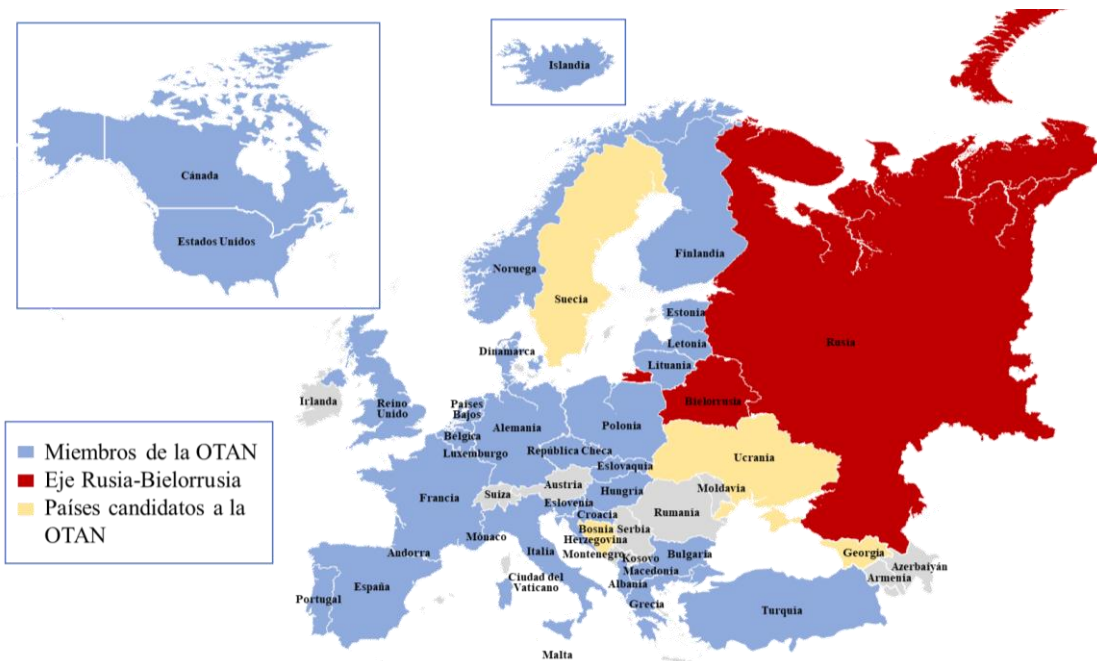 Islandia
Cánada
Estados Unidos
Noruega
Finlandia
Suecia
Estonia
Letonia
Lituania
Rusia
Dinamarca
Irlanda
Reino
Unido
Países
Bajos
Bielorrusia
Alemania
Polonia
Belgica
Luxemburgo
República Checa
Ucrania
Eslovaquia
Austria
Suiza
Hungría
Moldavia
Francia
Eslovenia
Croacia
Rumanía
Bosnia
Herzegovina
Serbia
Mónaco
Italia
Montenegro
Kosovo
Bulgaria
Georgia
Andorra
Macedonia
Azerbaiyán
Armenia
España
Ciudad del
Vaticano
Albania
Portugal
Grecia
Turquía
Malta
Miembros de la OTAN
Eje Rusia-Bielorrusia
Países candidatos a la
OTAN